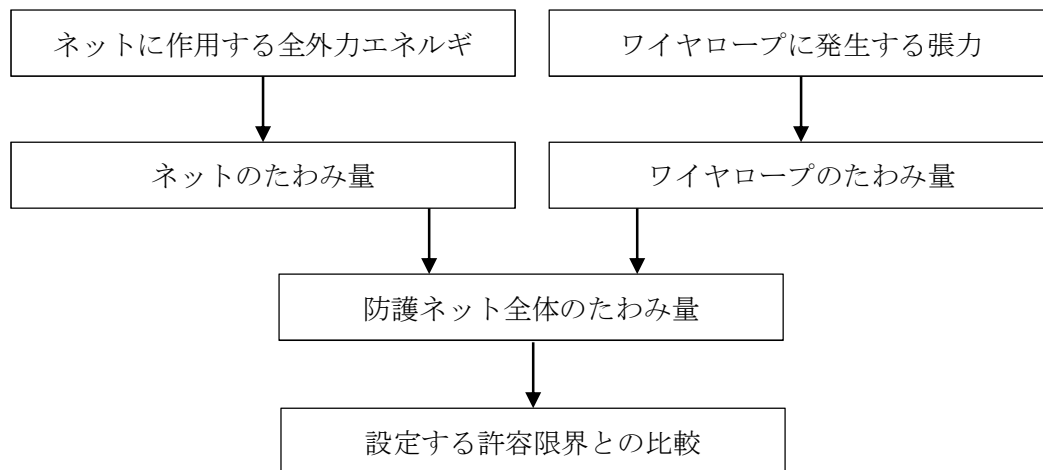 ネットに作用する全外力エネルギ
ワイヤロープに発生する張力
ネットのたわみ量
ワイヤロープのたわみ量
防護ネット全体のたわみ量
設定する許容限界との比較